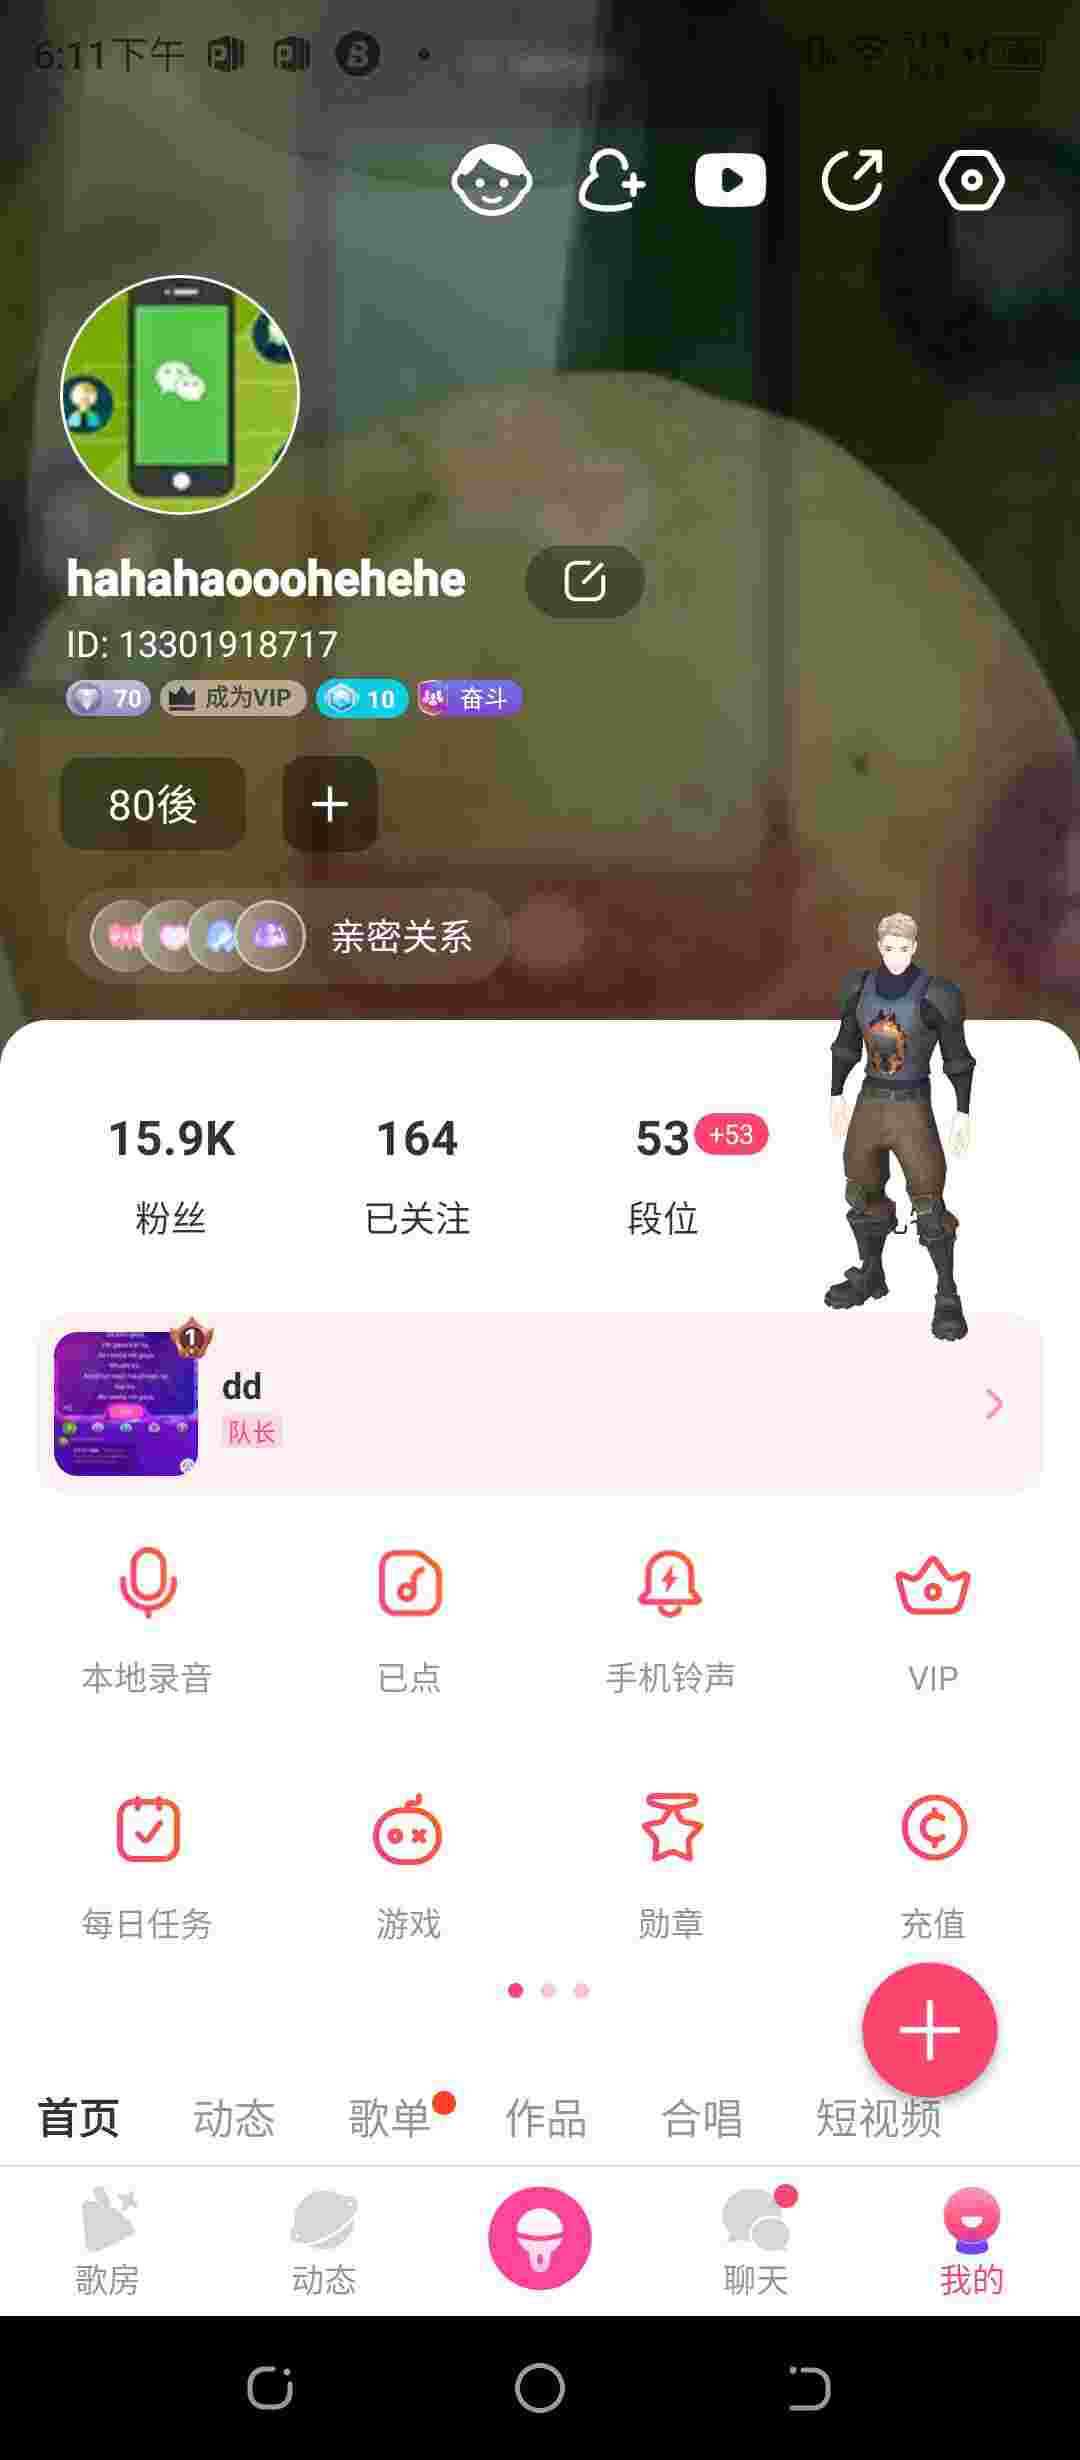 6:11下午
hahahaooohehehe
ID: 13301918717
70 成为VIP 10 奋斗
80後
亲密关系
15.9K 164 53 +53
粉丝 已关注 段位
1
dd
队长
本地录音 已点 手机铃声 VIP
每日任务 游戏 勋章 充值
首页 动态 歌单 作品 合唱 短视频
歌房 动态 聊天 我的